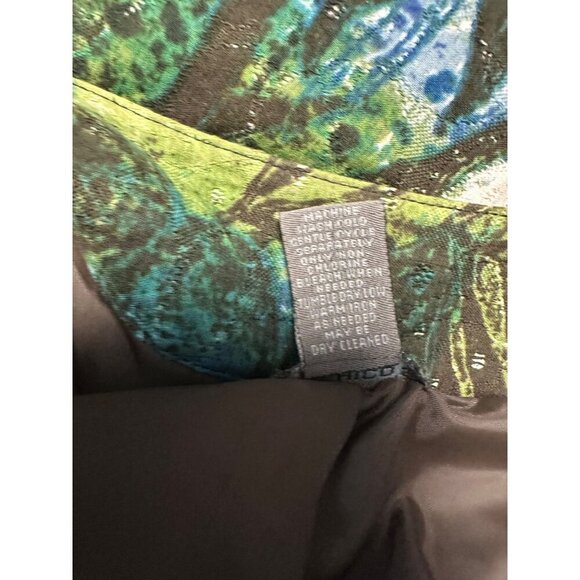 MACHINE
WASH COLD
GENTLE CYCLE
SEPARATELY
ONLY NON
CHLORINE
BLEACH WHEN
NEEDED
TUMBLE DRY LOW
WARM IRON
AS NEEDED
MAY BE
DRY CLEANED